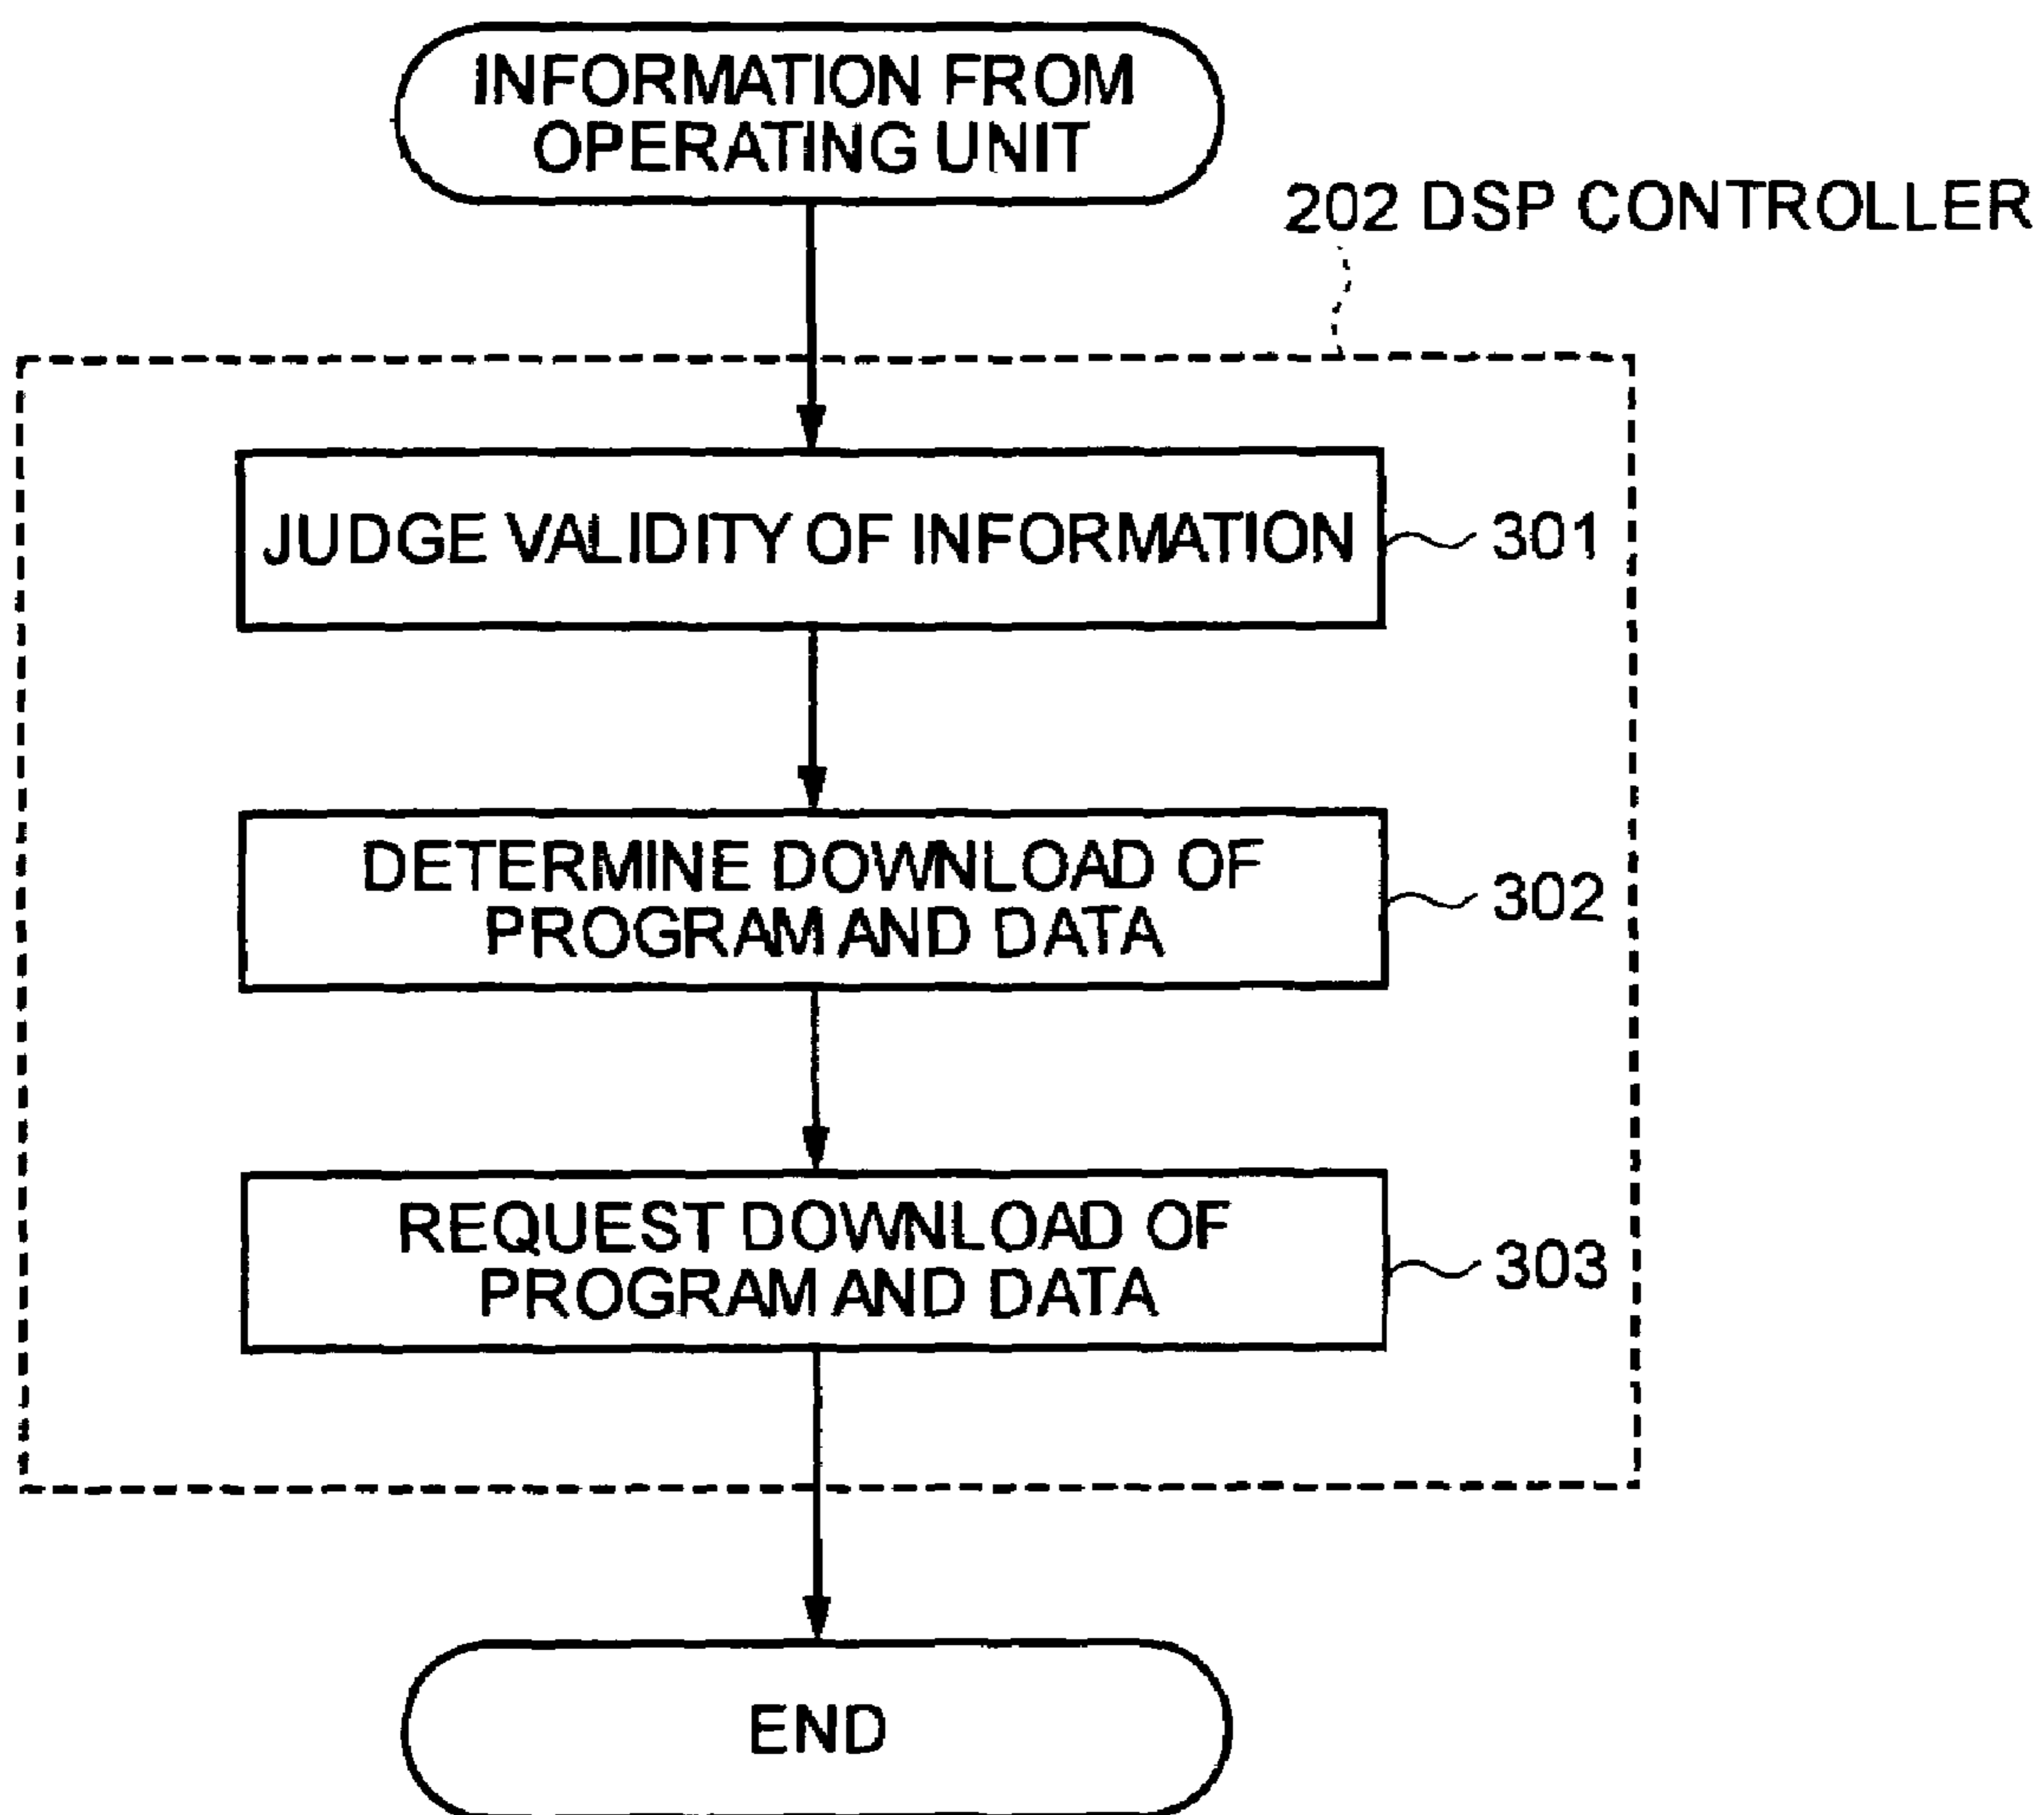 INFORMATION FROM
OPERATING UNIT
202 DSP CONTROLLER
JUDGE VALIDITY OF INFORMATION
301
DETERMINE DOWNLOAD OF
PROGRAM AND DATA
302
REQUEST DOWNLOAD OF
PROGRAM AND DATA
303
END